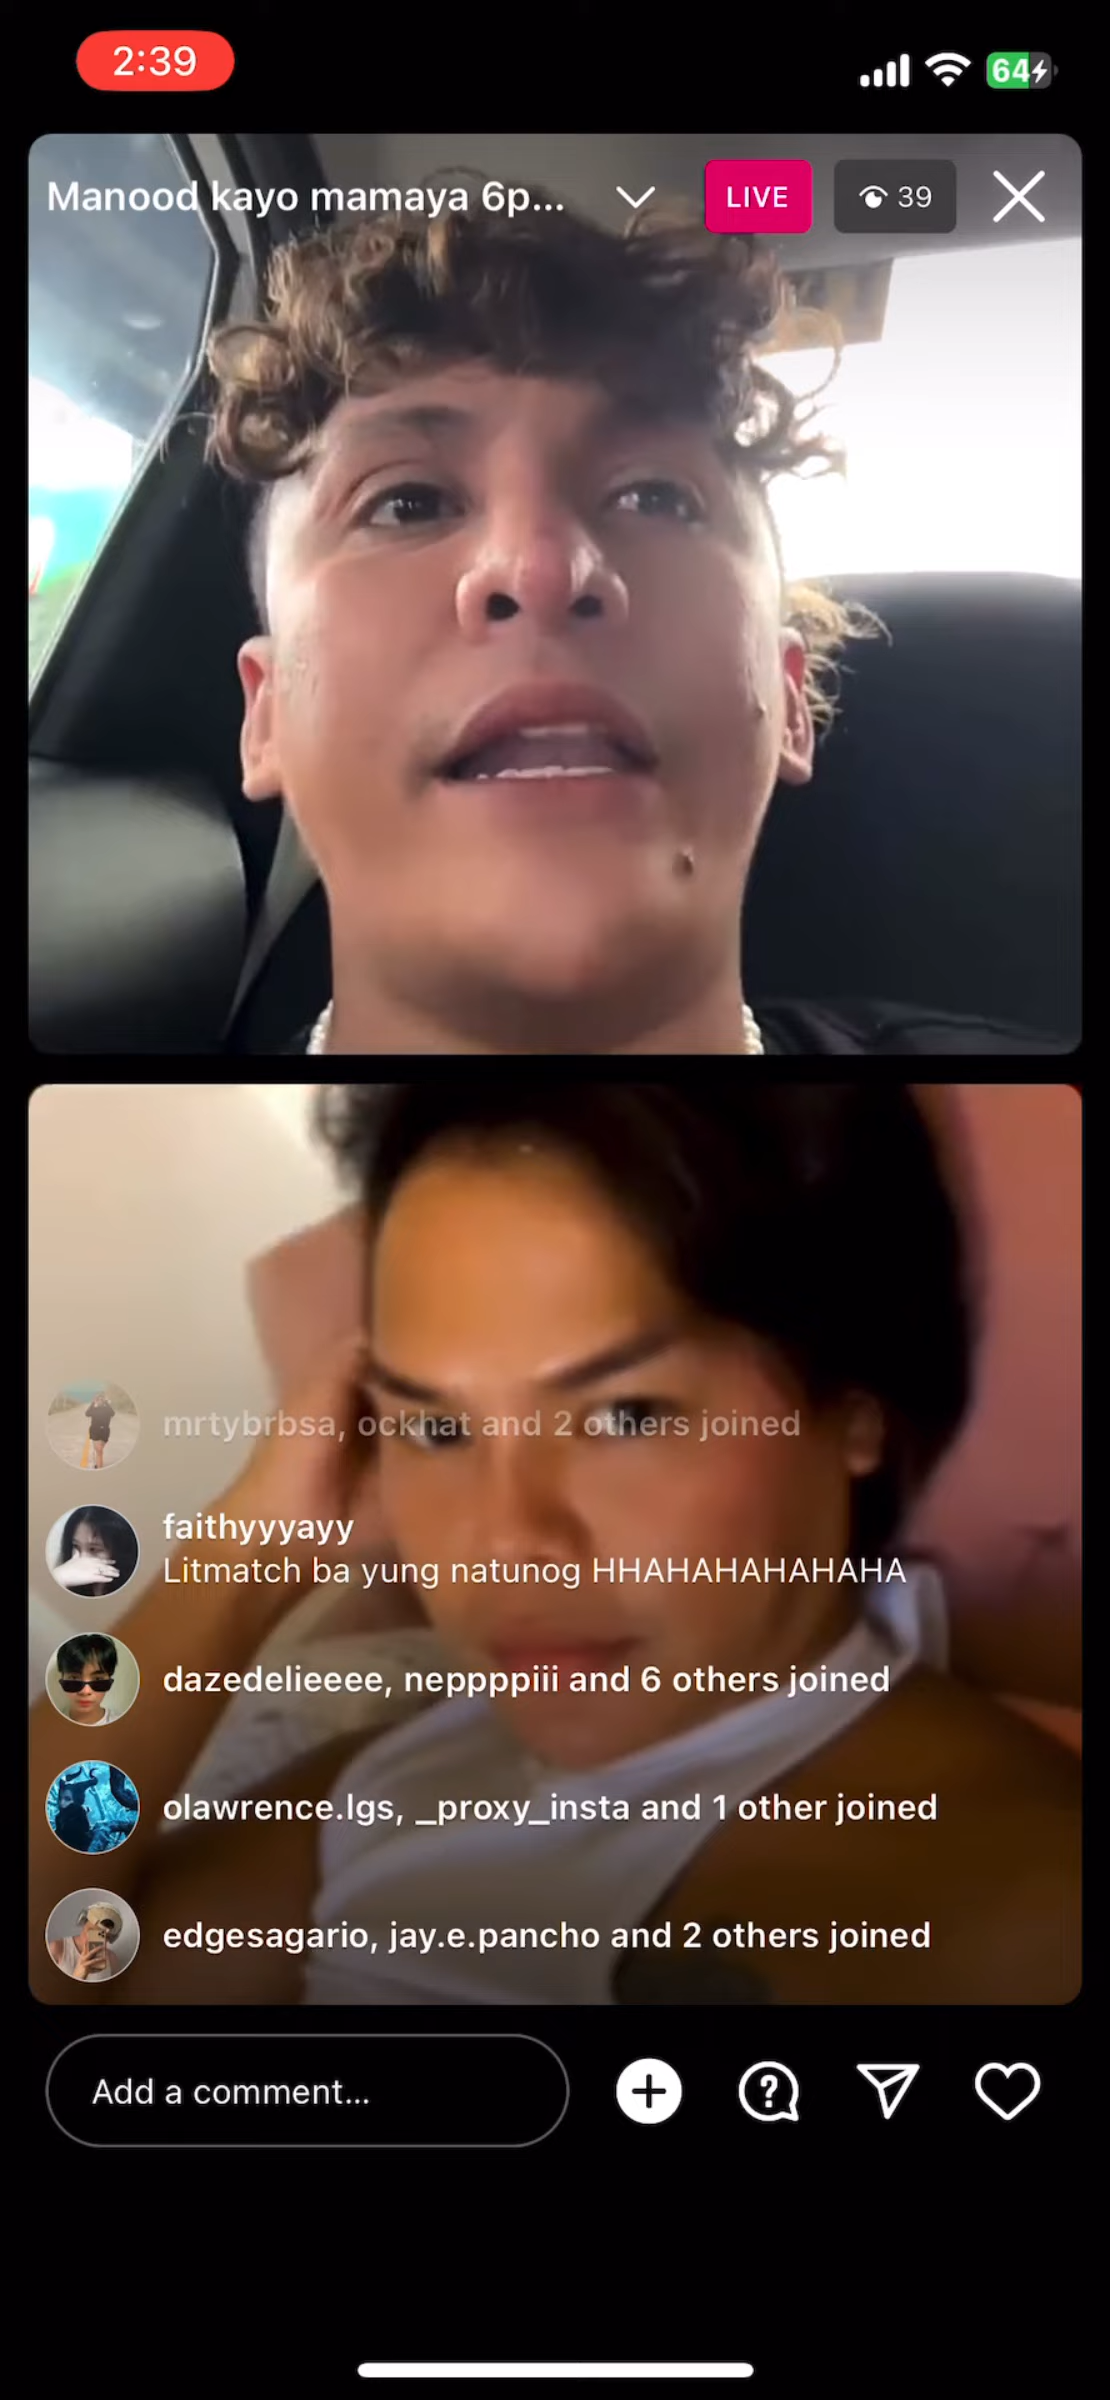 2:39
64
Manood kayo mamaya 6p...
LIVE
39
mrtybrbsa, ockhat and 2 others joined
faithyyyayy
Litmatch ba yung natunog HHAHAHAHAHAHA
dazedelieeee, neppppiii and 6 others joined
olawrence.lgs, _proxy_insta and 1 other joined
edgesagario, jay.e.pancho and 2 others joined
Add a comment...